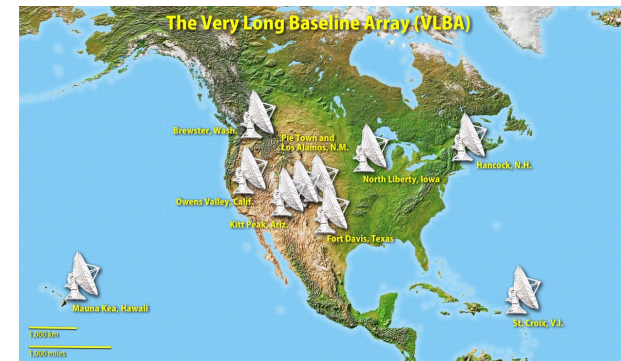 The Very Long Baseline Array (VLBA)
Brewster, Wash.
Pie Town and
Los Alamos, N.M.
Hancock, N.H.
North Liberty, Iowa
Owens Valley, Calif.
Kitt Peak, Ariz.
Fort Davis, Texas
Mauna Kea, Hawaii
St. Croix, V.I.
1,000 km
1,000 miles